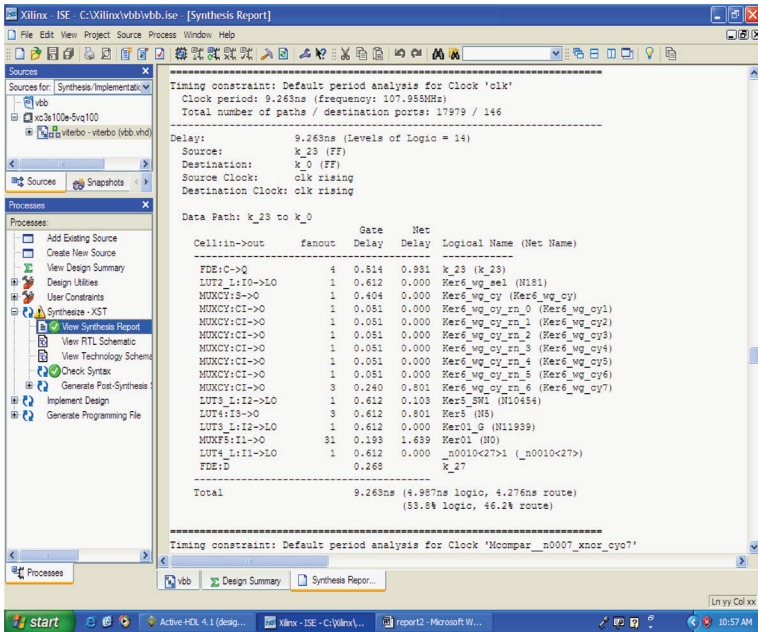 Xilinx - ISE - C:\Xilinx\vbb\vbb.ise - [Synthesis Report]
File Edit View Project Source Process Window Help
Sources
Sources for: Synthesis/Implementatic
vbb
xc3s100e-5vq100
viterbo - viterbo (vbb.vhd)
Sources Snapshots
Processes
Processes:
Add Existing Source
Create New Source
View Design Summary
Design Utilities
User Constraints
Synthesize - XST
View Synthesis Report
View RTL Schematic
View Technology Schema
Check Syntax
Generate Post-Synthesis S
Implement Design
Generate Programming File
Processes
Timing constraint: Default period analysis for Clock 'clk'
Clock period: 9.263ns (frequency: 107.955MHz)
Total number of paths / destination ports: 17979 / 146
Delay: 9.263ns (Levels of Logic = 14)
Source: k_23 (FF)
Destination: k_0 (FF)
Source Clock: clk rising
Destination Clock: clk rising
Data Path: k_23 to k_0
Gate Net
Cell:in->out fanout Delay Delay Logical Name (Net Name)
FDE:C->Q 4 0.514 0.931 k_23 (k_23)
LUT2_L:I0->LO 1 0.612 0.000 Ker6_wg_sel (N181)
MUXCY:S->O 1 0.404 0.000 Ker6_wg_cy (Ker6_wg_cy)
MUXCY:CI->O 1 0.051 0.000 Ker6_wg_cy_rn_0 (Ker6_wg_cy1)
MUXCY:CI->O 1 0.051 0.000 Ker6_wg_cy_rn_1 (Ker6_wg_cy2)
MUXCY:CI->O 1 0.051 0.000 Ker6_wg_cy_rn_2 (Ker6_wg_cy3)
MUXCY:CI->O 1 0.051 0.000 Ker6_wg_cy_rn_3 (Ker6_wg_cy4)
MUXCY:CI->O 1 0.051 0.000 Ker6_wg_cy_rn_4 (Ker6_wg_cy5)
MUXCY:CI->O 1 0.051 0.000 Ker6_wg_cy_rn_5 (Ker6_wg_cy6)
MUXCY:CI->O 3 0.240 0.801 Ker6_wg_cy_rn_6 (Ker6_wg_cy7)
LUT3_L:I2->LO 1 0.612 0.103 Ker5_SW1 (N10454)
LUT4:I3->O 3 0.612 0.801 Ker5 (N5)
LUT3_L:I2->LO 1 0.612 0.000 Ker01_G (N11939)
MUXF5:I1->O 31 0.193 1.639 Ker01 (N0)
LUT4_L:I1->LO 1 0.612 0.000 _n0010<27>1 (_n0010<27>)
FDE:D 0.268 k_27
Total 9.263ns (4.987ns logic, 4.276ns route)
(53.8% logic, 46.2% route)
Timing constraint: Default period analysis for Clock 'Mcompar__n0007_xnor_cyo7'
vbb Design Summary Synthesis Repor...
Ln yy Col xx
start Active-HDL 4.1 (desig... Xilinx - ISE - C:\Xilinx\... report2 - Microsoft W... 10:57 AM